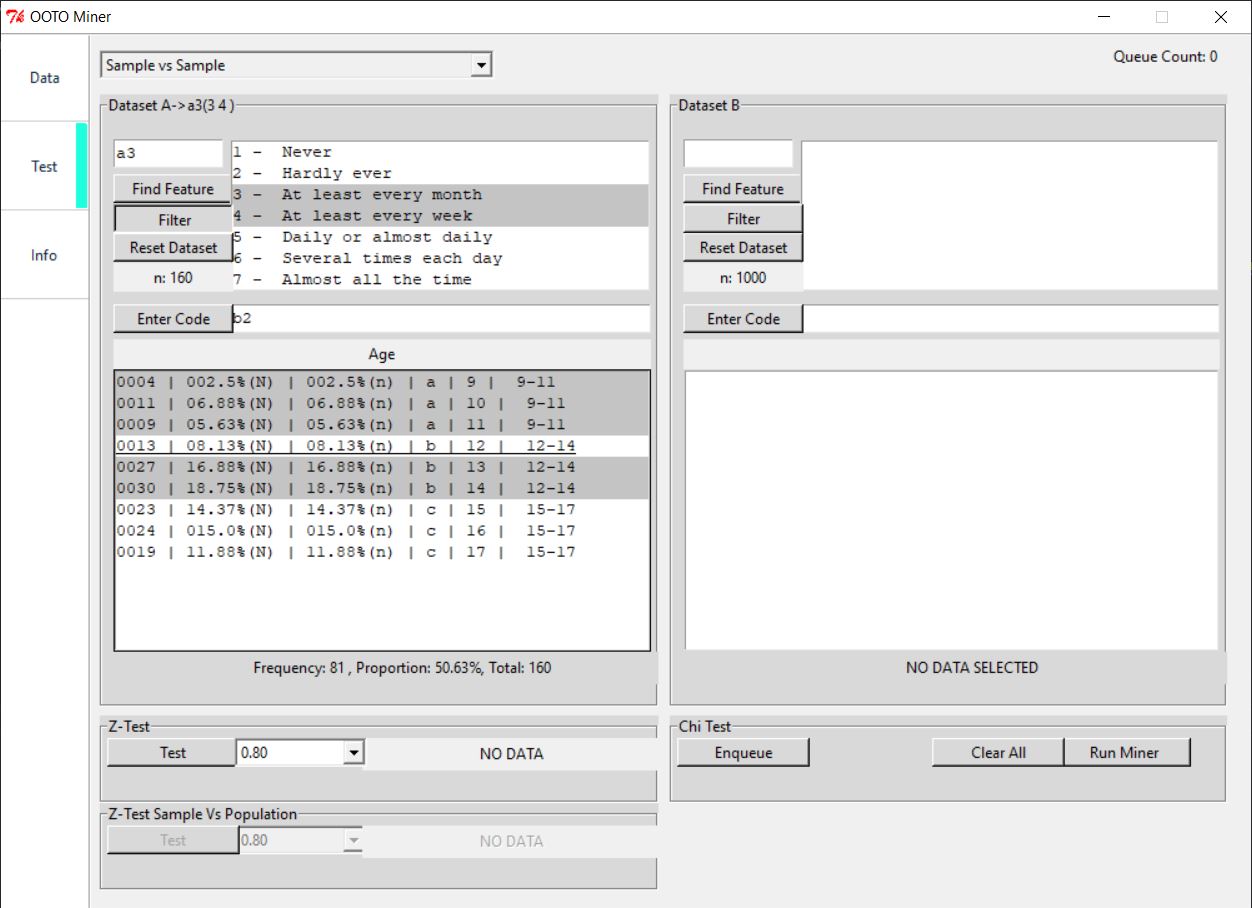 OOTO Miner
Data
Test
Info
Sample vs Sample
Queue Count: 0
Dataset A->a3(3 4 )
a3
Find Feature
Filter
Reset Dataset
n: 160
1 - Never
2 - Hardly ever
3 - At least every month
4 - At least every week
5 - Daily or almost daily
6 - Several times each day
7 - Almost all the time
Enter Code
b2
Age
0004 | 002.5%(N) | 002.5%(n) | a | 9 | 9-11
0011 | 06.88%(N) | 06.88%(n) | a | 10 | 9-11
0009 | 05.63%(N) | 05.63%(n) | a | 11 | 9-11
0013 | 08.13%(N) | 08.13%(n) | b | 12 | 12-14
0027 | 16.88%(N) | 16.88%(n) | b | 13 | 12-14
0030 | 18.75%(N) | 18.75%(n) | b | 14 | 12-14
0023 | 14.37%(N) | 14.37%(n) | c | 15 | 15-17
0024 | 015.0%(N) | 015.0%(n) | c | 16 | 15-17
0019 | 11.88%(N) | 11.88%(n) | c | 17 | 15-17
Frequency: 81 , Proportion: 50.63%, Total: 160
Dataset B
Find Feature
Filter
Reset Dataset
n: 1000
Enter Code
NO DATA SELECTED
Z-Test
Test
0.80
NO DATA
Chi Test
Enqueue
Clear All
Run Miner
Z-Test Sample Vs Population
Test
0.80
NO DATA